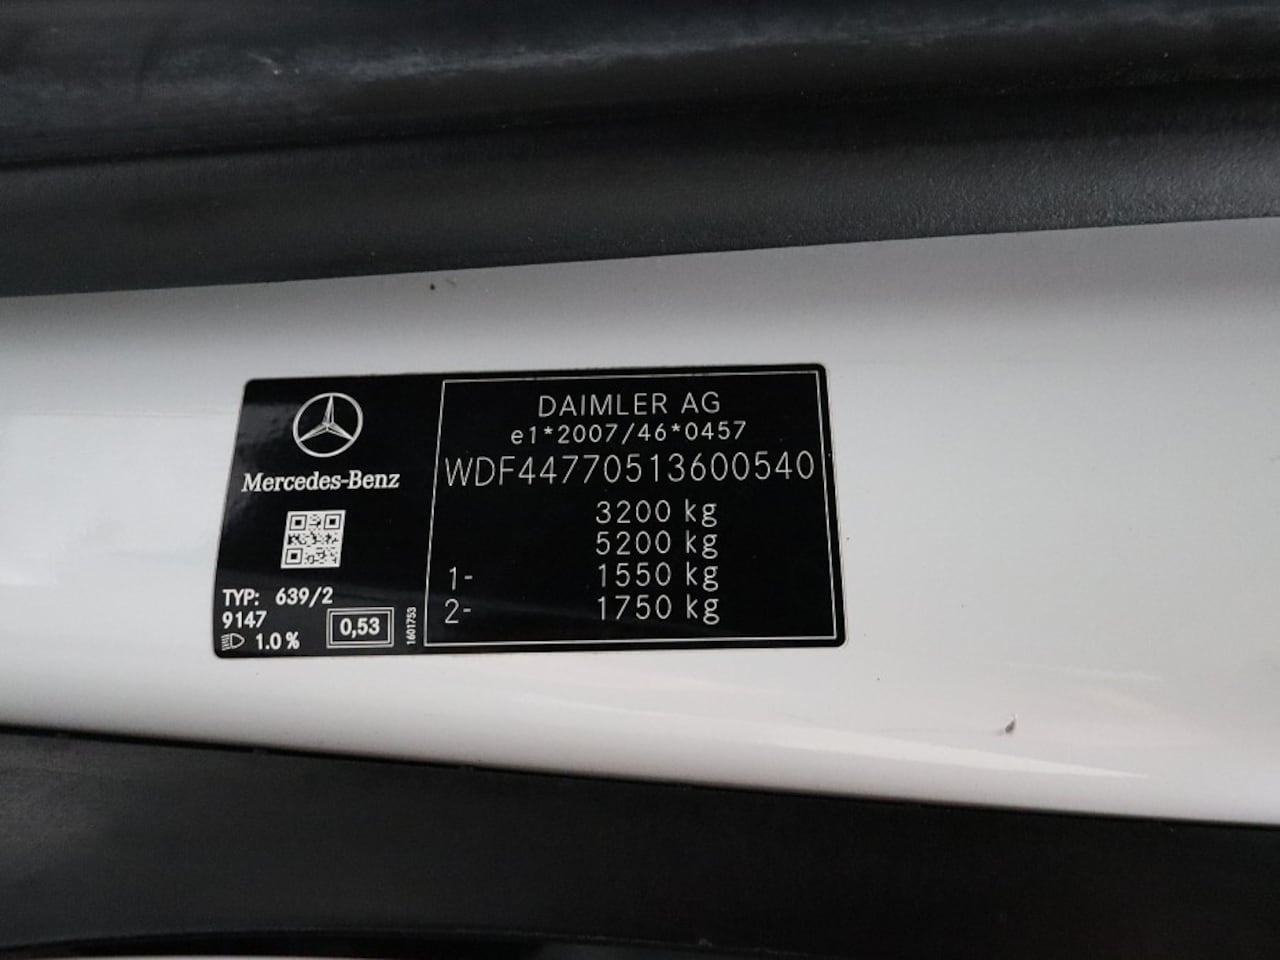 Mercedes-Benz
TYP: 639/2
9147
1.0 %
0,53
1601753
DAIMLER AG
e1*2007/46*0457
WDF44770513600540
3200 kg
5200 kg
1- 1550 kg
2- 1750 kg